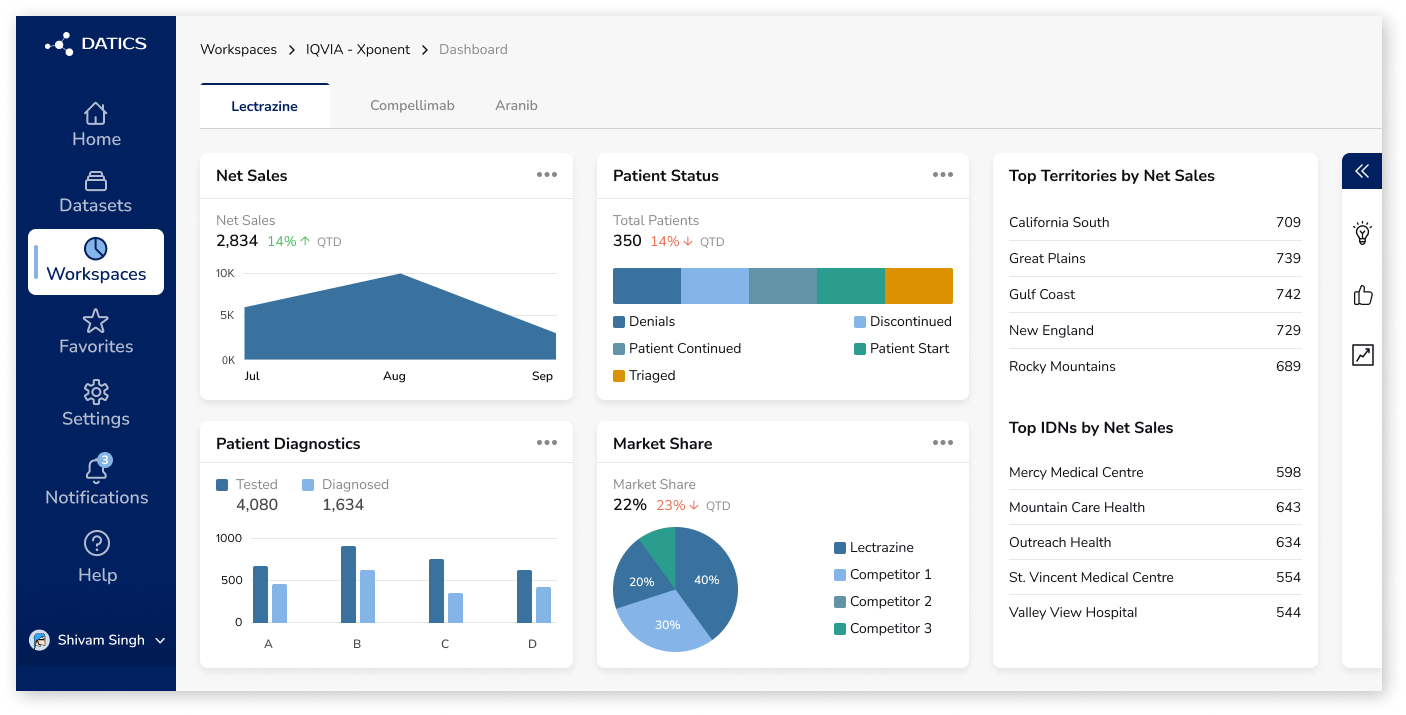 DATICS
Home
Datasets
Workspaces
Favorites
Settings
3
Notifications
Help
Shivam Singh
Workspaces > IQVIA - Xponent > Dashboard
Lectrazine Compellimab Aranib
Net Sales
Net Sales
2,834 14% ↑ QTD
10K
5K
0K
Jul Aug Sep
Patient Status
Total Patients
350 14% ↓ QTD
Denials Discontinued
Patient Continued Patient Start
Triaged
Top Territories by Net Sales
California South 709
Great Plains 739
Gulf Coast 742
New England 729
Rocky Mountains 689
Top IDNs by Net Sales
Mercy Medical Centre 598
Mountain Care Health 643
Outreach Health 634
St. Vincent Medical Centre 554
Valley View Hospital 544
Patient Diagnostics
Tested Diagnosed
4,080 1,634
1000
500
0
A B C D
Market Share
Market Share
22% 23% ↓ QTD
20% 40%
30%
Lectrazine
Competitor 1
Competitor 2
Competitor 3